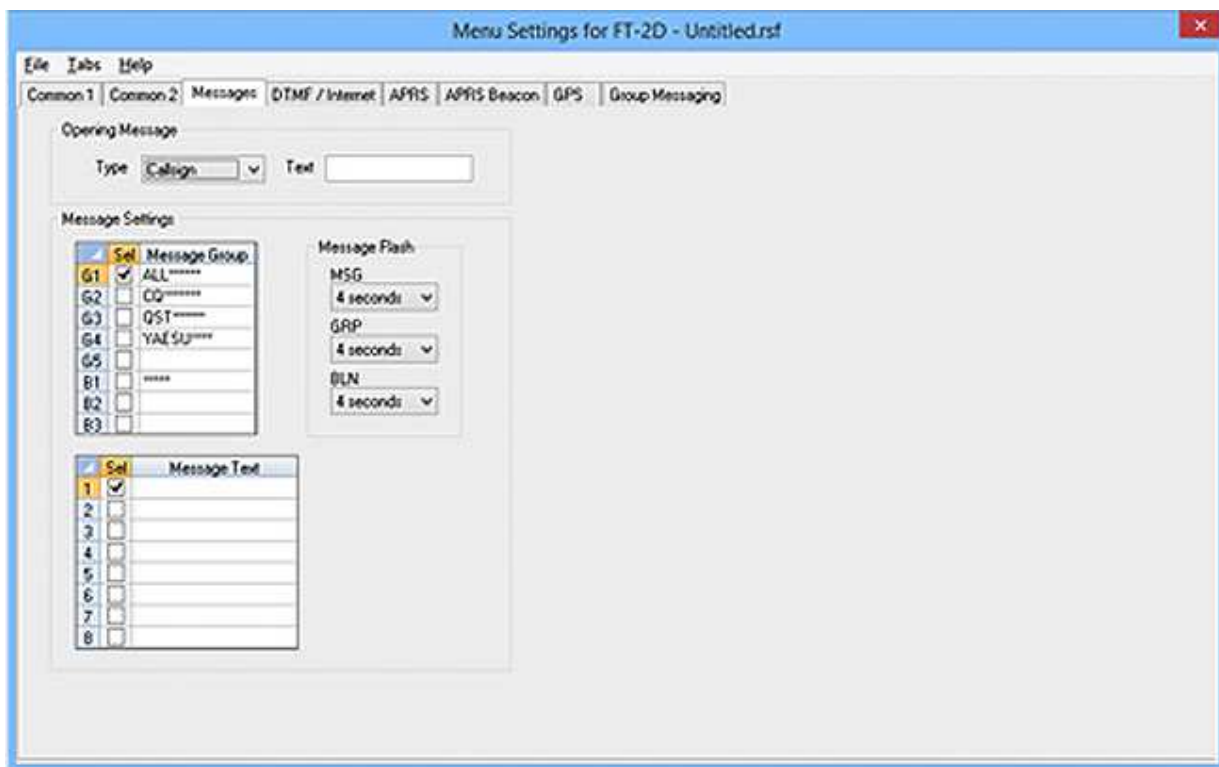 Menu Settings for FT-2D - Untitled.rsf
File Tabs Help
Common 1 Common 2 Messages DTMF / Internet APRS APRS Beacon GPS Group Messaging
Opening Message
Type Callsign Text
Message Settings
Sel Message Group
G1 ALL******
G2 CQ*******
G3 QST******
G4 YAESU****
G5
B1 *****
B2
B3
Message Flash
MSG
4 seconds
GRP
4 seconds
BLN
4 seconds
Sel Message Text
1
2
3
4
5
6
7
8